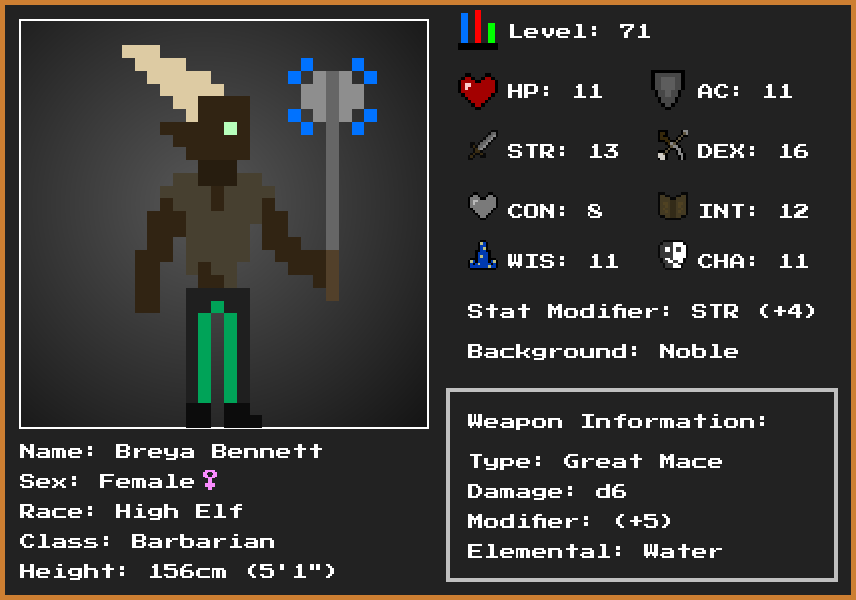 Level: 71
HP: 11
AC: 11
STR: 13
DEX: 16
CON: 8
INT: 12
WIS: 11
CHA: 11
Stat Modifier: STR (+4)
Background: Noble
Weapon Information:
Type: Great Mace
Damage: d6
Modifier: (+5)
Elemental: Water
Name: Breya Bennett
Sex: Female♀
Race: High Elf
Class: Barbarian
Height: 156cm (5'1")